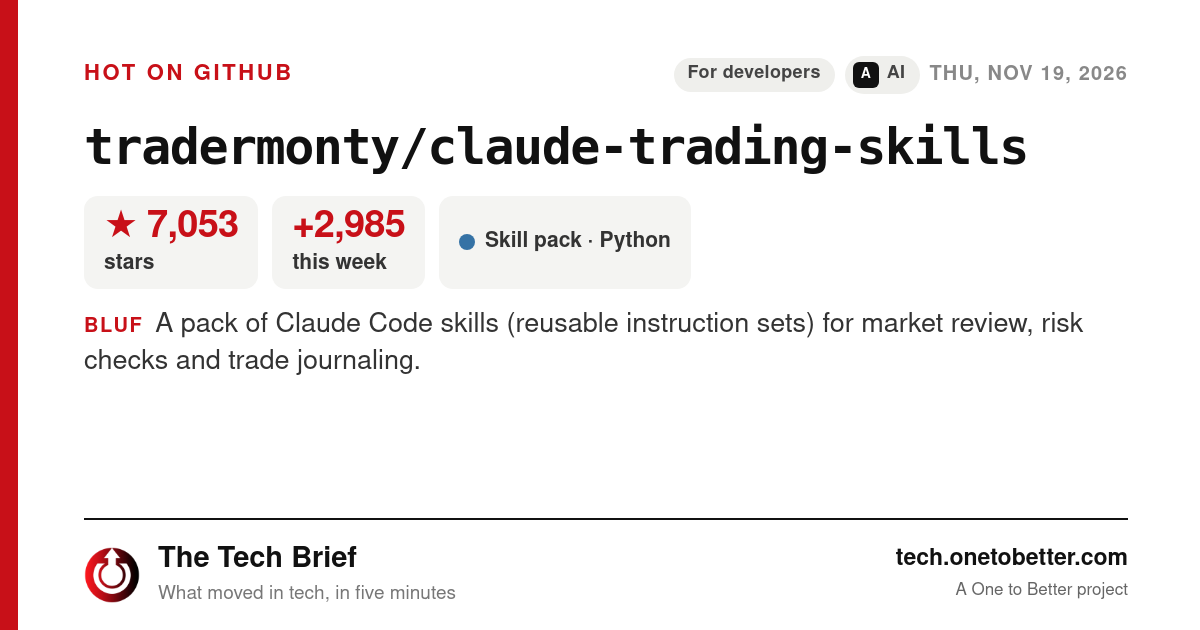 HOT ON GITHUB
For developers
A AI
THU, NOV 19, 2026
tradermonty/claude-trading-skills
★ 7,053
stars
+2,985
this week
Skill pack · Python
BLUF A pack of Claude Code skills (reusable instruction sets) for market review, risk
checks and trade journaling.
The Tech Brief
What moved in tech, in five minutes
tech.onetobetter.com
A One to Better project